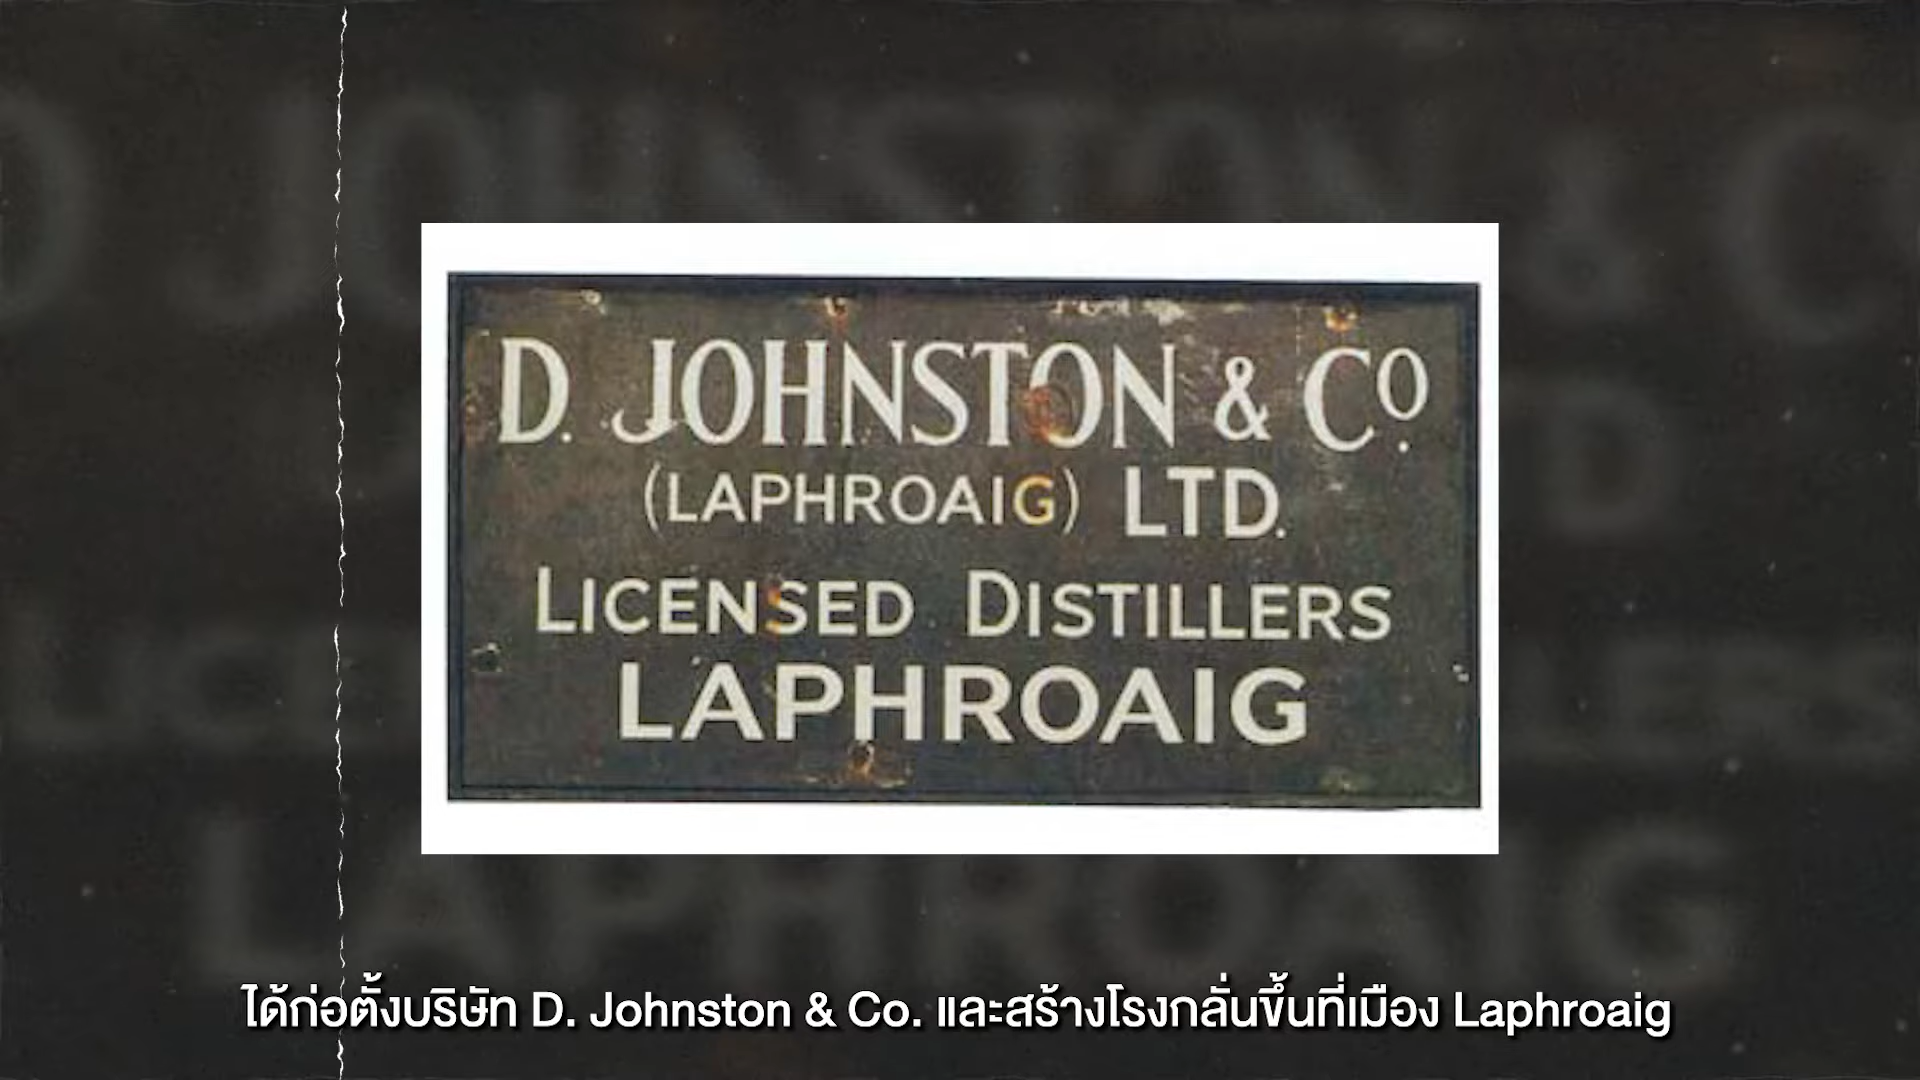 D. JOHNSTON & Co.
(LAPHROAIG) LTD.
LICENSED DISTILLERS
LAPHROAIG
ได้ก่อตั้งบริษัท D. Johnston & Co. และสร้างโรงกลั่นขึ้นที่เมือง Laphroaig